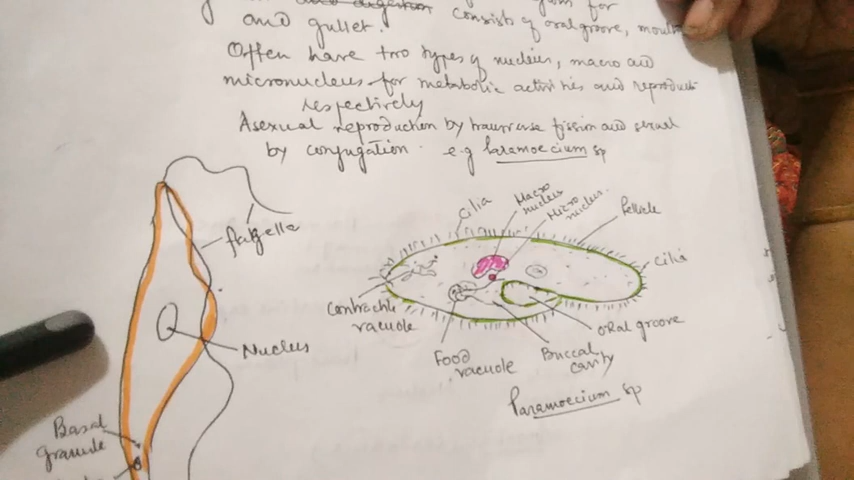 consists of oral groove, mouth
and gullet.
Often have two types of nucleus, macro and
micronucleus for metabolic activities and reproducti
respectively
Asexual reproduction by transverse fission and sexual
by conjugation. e.g Paramoecium sp
flagella
Nucleus
Basal
granule
Cilia
Macro
nucleus
Micro
nucleus.
Pellicle
Cilia
Contractile
vacuole
Food
vacuole
Buccal
cavity
Oral groove
Paramoecium sp